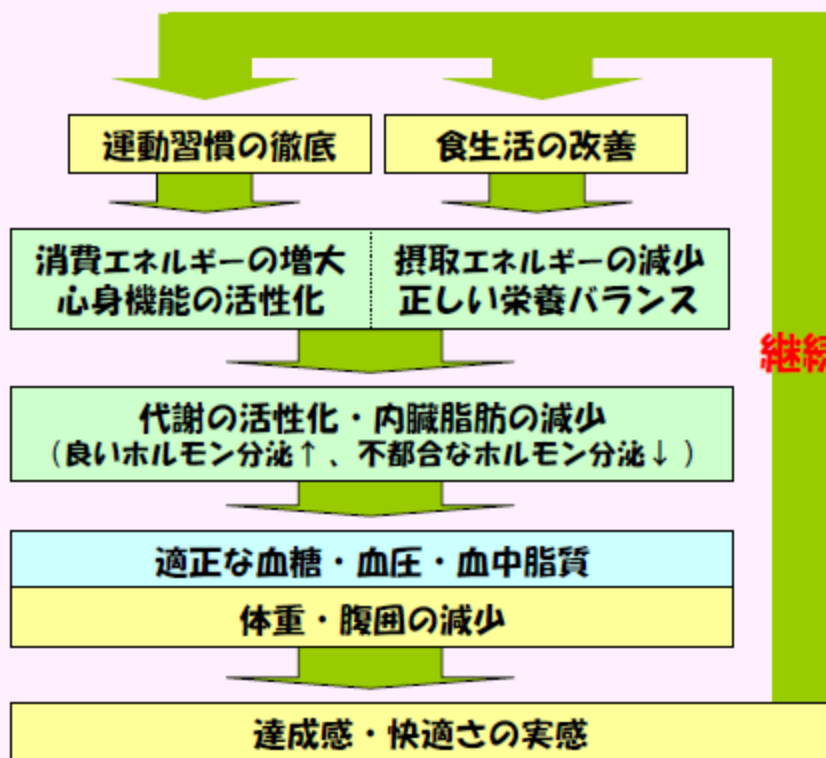 運動習慣の徹底
食生活の改善
消費エネルギーの増大
心身機能の活性化
摂取エネルギーの減少
正しい栄養バランス
代謝の活性化・内臓脂肪の減少
(良いホルモン分泌↑、不都合なホルモン分泌↓)
適正な血糖・血圧・血中脂質
体重・腹囲の減少
達成感・快適さの実感
継続